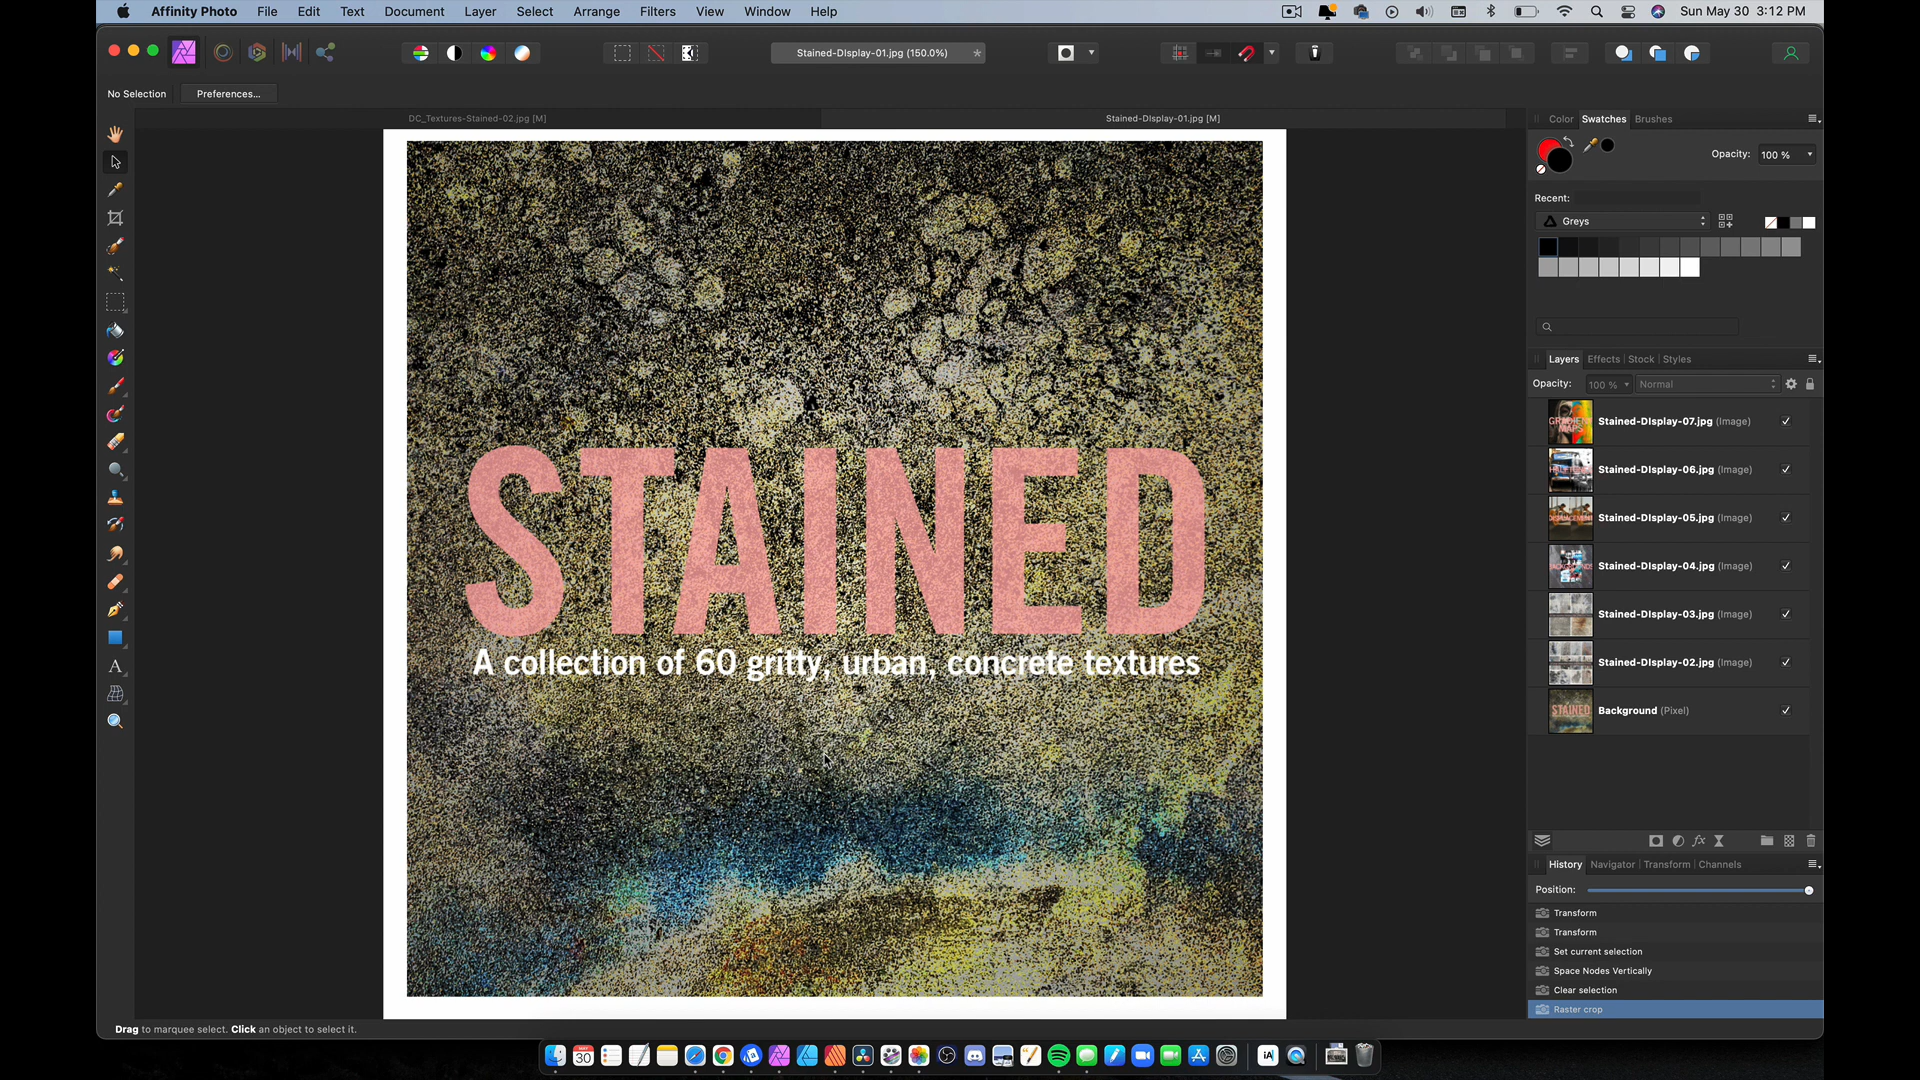 Affinity Photo File Edit Text Document Layer Select Arrange Filters View Window Help Sun May 30 3:12 PM
Stained-DIsplay-01.jpg (150.0%) *
No Selection Preferences...
DC_Textures-Stained-02.jpg [M] Stained-DIsplay-01.jpg [M]
Color Swatches Brushes
Opacity: 100 %
Recent:
Greys
Layers Effects Stock Styles
Opacity: 100 % Normal
Stained-DIsplay-07.jpg (Image)
Stained-DIsplay-06.jpg (Image)
Stained-DIsplay-05.jpg (Image)
Stained-DIsplay-04.jpg (Image)
Stained-DIsplay-03.jpg (Image)
Stained-DIsplay-02.jpg (Image)
Background (Pixel)
STAINED
A collection of 60 gritty, urban, concrete textures
History Navigator Transform Channels
Position:
Transform
Transform
Set current selection
Space Nodes Vertically
Clear selection
Raster crop
Drag to marquee select. Click an object to select it.